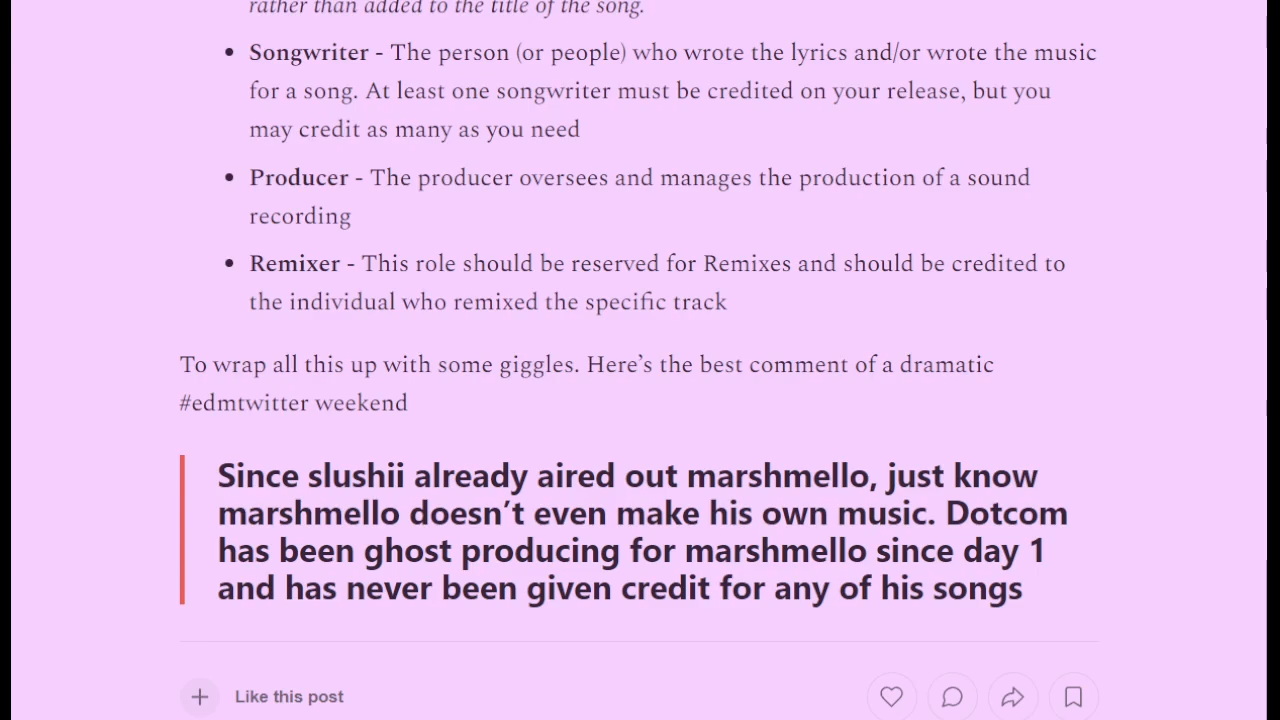 rather than added to the title of the song.
• Songwriter - The person (or people) who wrote the lyrics and/or wrote the music
for a song. At least one songwriter must be credited on your release, but you
may credit as many as you need
• Producer - The producer oversees and manages the production of a sound
recording
• Remixer - This role should be reserved for Remixes and should be credited to
the individual who remixed the specific track
To wrap all this up with some giggles. Here’s the best comment of a dramatic
#edmtwitter weekend
Since slushii already aired out marshmello, just know
marshmello doesn’t even make his own music. Dotcom
has been ghost producing for marshmello since day 1
and has never been given credit for any of his songs
Like this post